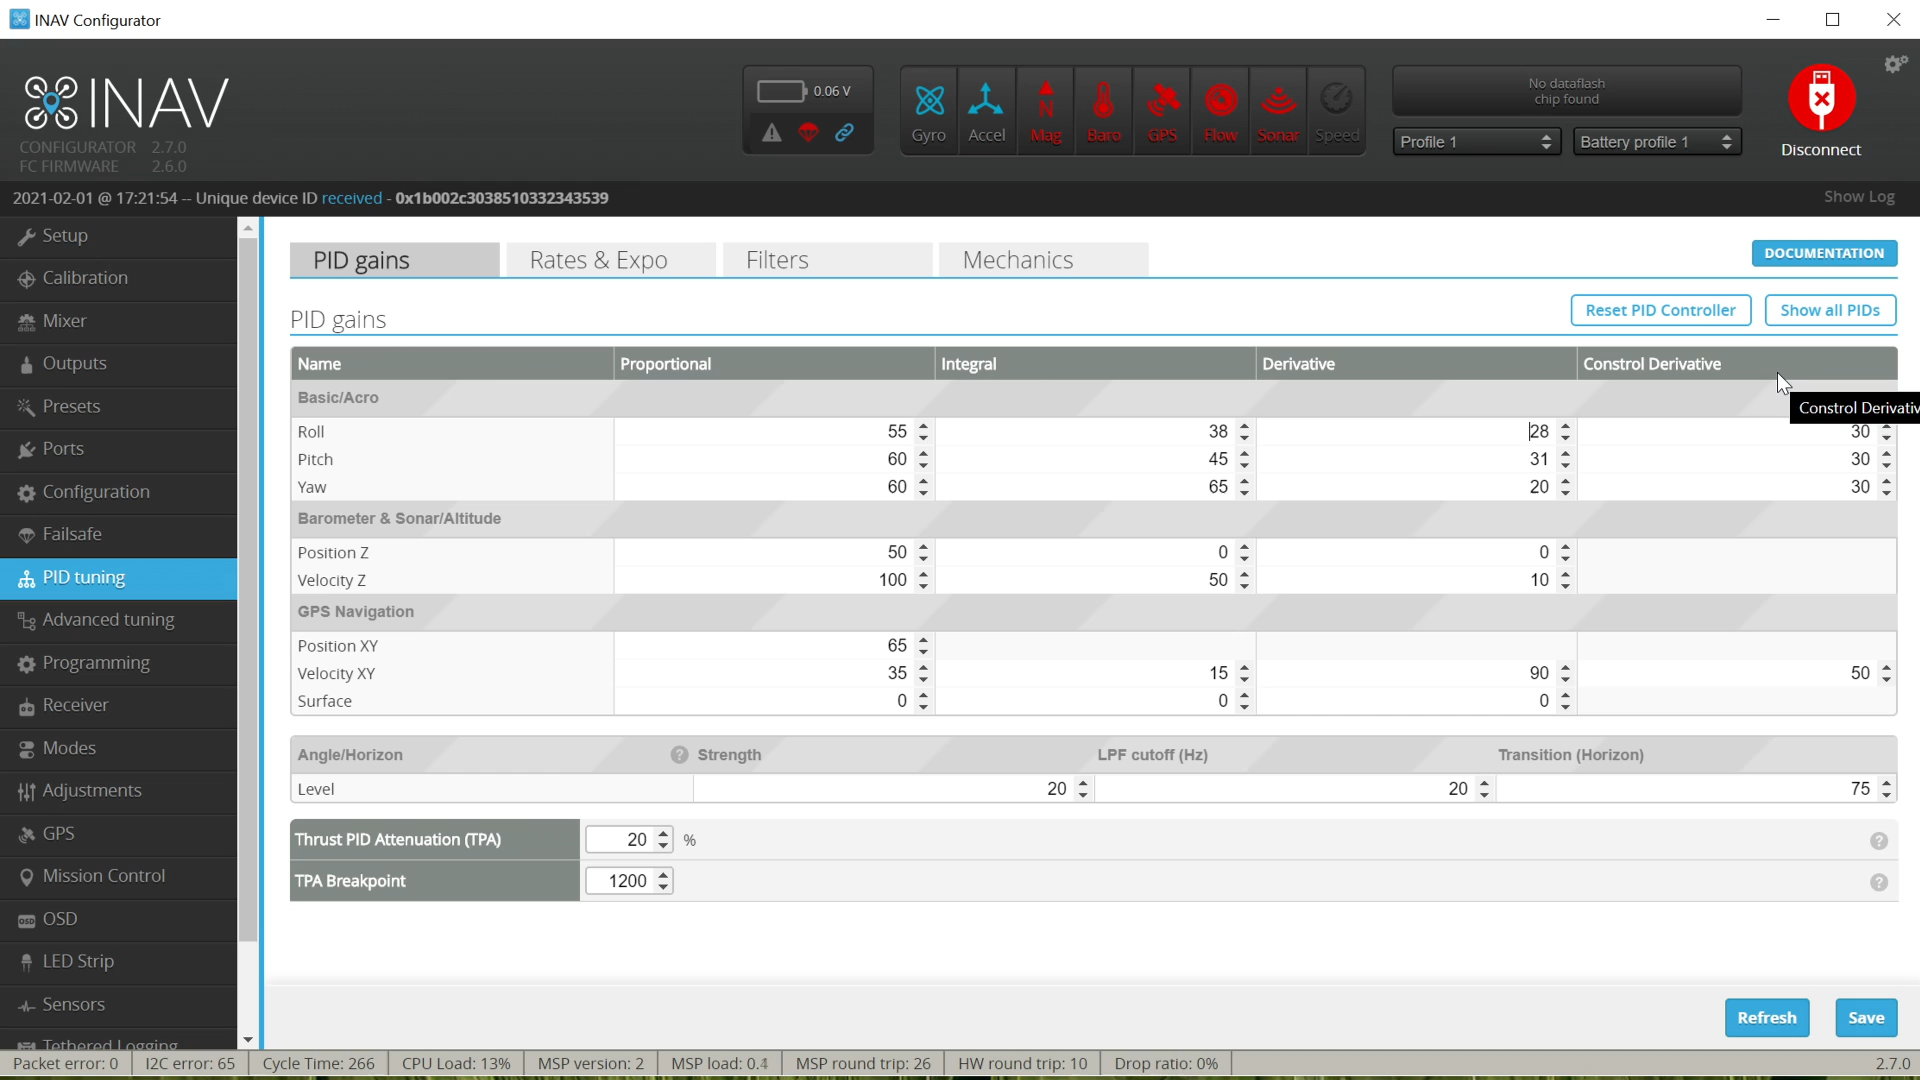 INAV Configurator
INAV
CONFIGURATOR 2.7.0
FC FIRMWARE 2.6.0
0.06 V
Gyro Accel Mag Baro GPS Flow Sonar Speed
No dataflash
chip found
Profile 1 Battery profile 1
Disconnect
2021-02-01 @ 17:21:54 -- Unique device ID received - 0x1b002c3038510332343539
Show Log
Setup
Calibration
Mixer
Outputs
Presets
Ports
Configuration
Failsafe
PID tuning
Advanced tuning
Programming
Receiver
Modes
Adjustments
GPS
Mission Control
OSD
LED Strip
Sensors
Tethered Logging
PID gains Rates & Expo Filters Mechanics
DOCUMENTATION
PID gains
Reset PID Controller Show all PIDs
Name Proportional Integral Derivative Constrol Derivative
Constrol Derivativ
Basic/Acro
Roll 55 38 28 30
Pitch 60 45 31 30
Yaw 60 65 20 30
Barometer & Sonar/Altitude
Position Z 50 0 0
Velocity Z 100 50 10
GPS Navigation
Position XY 65
Velocity XY 35 15 90 50
Surface 0 0 0
Angle/Horizon ? Strength LPF cutoff (Hz) Transition (Horizon)
Level 20 20 75
Thrust PID Attenuation (TPA) 20 % ?
TPA Breakpoint 1200 ?
Refresh Save
Packet error: 0 I2C error: 65 Cycle Time: 266 CPU Load: 13% MSP version: 2 MSP load: 0.4 MSP round trip: 26 HW round trip: 10 Drop ratio: 0% 2.7.0